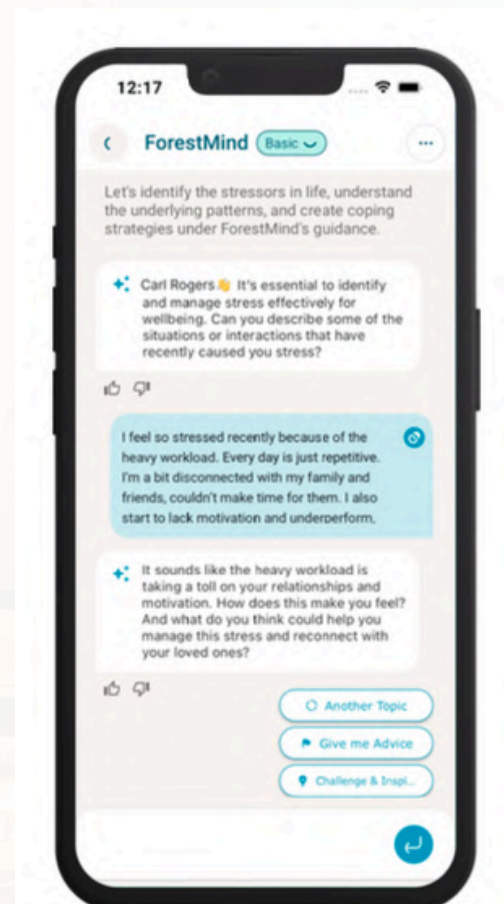 12:17
ForestMind
Basic
Let's identify the stressors in life, understand
the underlying patterns, and create coping
strategies under ForestMind's guidance.
Carl Rogers👋 It's essential to identify
and manage stress effectively for
wellbeing. Can you describe some of the
situations or interactions that have
recently caused you stress?
I feel so stressed recently because of the
heavy workload. Every day is just repetitive.
I'm a bit disconnected with my family and
friends, couldn't make time for them. I also
start to lack motivation and underperform.
It sounds like the heavy workload is
taking a toll on your relationships and
motivation. How does this make you feel?
And what do you think could help you
manage this stress and reconnect with
your loved ones?
Another Topic
Give me Advice
Challenge & Inspi...